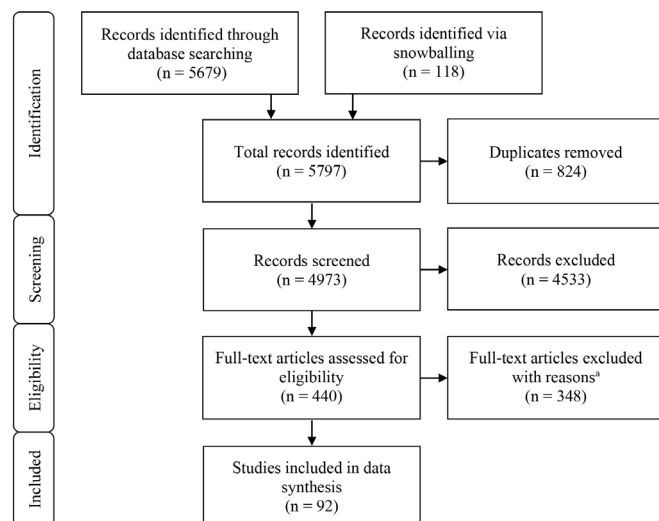 Identification
Records identified through
database searching
(n = 5679)
Records identified via
snowballing
(n = 118)
Total records identified
(n = 5797)
Duplicates removed
(n = 824)
Screening
Records screened
(n = 4973)
Records excluded
(n = 4533)
Eligibility
Full-text articles assessed for
eligibility
(n = 440)
Full-text articles excluded
with reasonsᵃ
(n = 348)
Included
Studies included in data
synthesis
(n = 92)